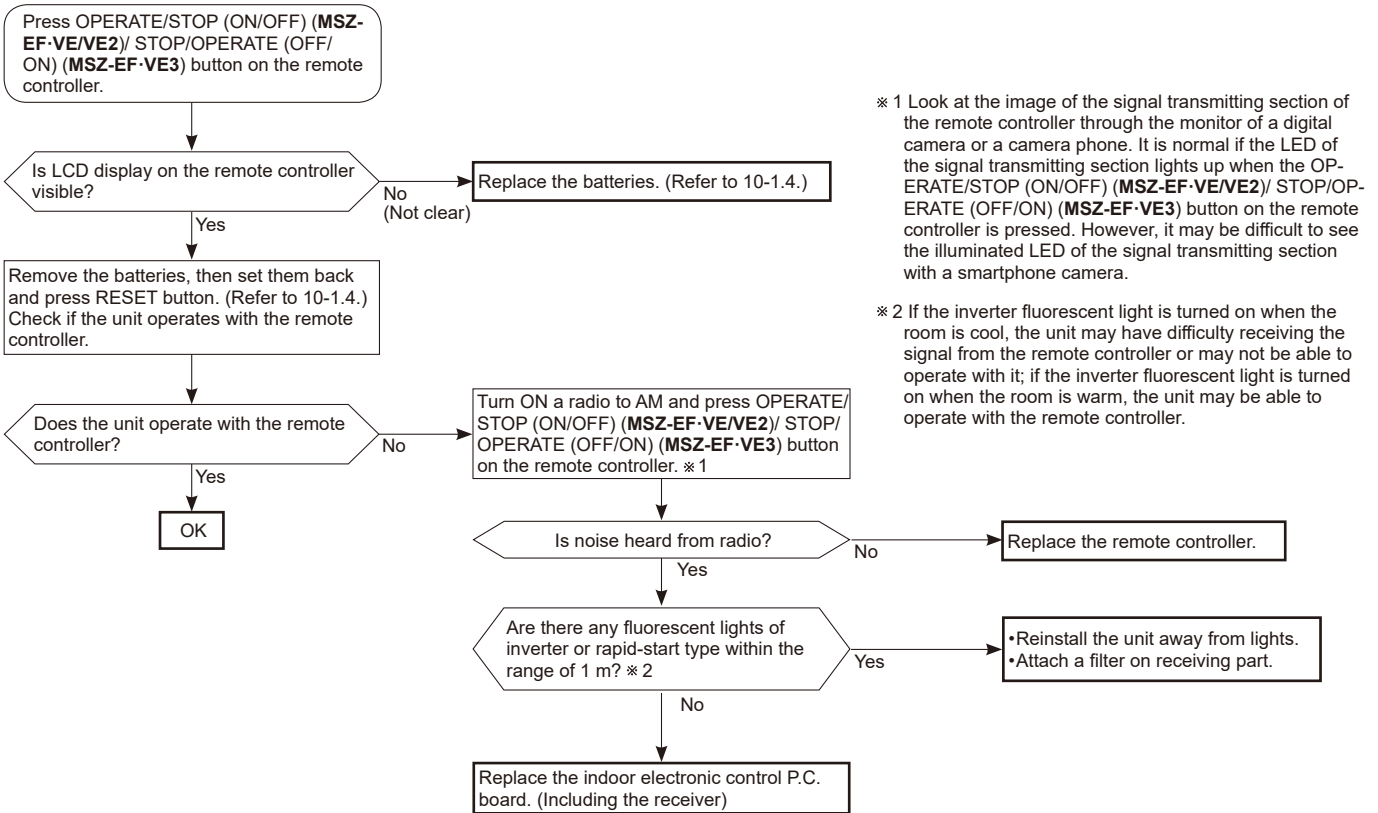 Press OPERATE/STOP (ON/OFF) (MSZ-
EF·VE/VE2)/ STOP/OPERATE (OFF/
ON) (MSZ-EF·VE3) button on the remote
controller.
Is LCD display on the remote controller
visible?
No
(Not clear)
Replace the batteries. (Refer to 10-1.4.)
Yes
Remove the batteries, then set them back
and press RESET button. (Refer to 10-1.4.)
Check if the unit operates with the remote
controller.
Does the unit operate with the remote
controller?
No
Yes
OK
Turn ON a radio to AM and press OPERATE/
STOP (ON/OFF) (MSZ-EF·VE/VE2)/ STOP/
OPERATE (OFF/ON) (MSZ-EF·VE3) button
on the remote controller. ※1
Is noise heard from radio?
No
Replace the remote controller.
Yes
Are there any fluorescent lights of
inverter or rapid-start type within the
range of 1 m? ※2
Yes
•Reinstall the unit away from lights.
•Attach a filter on receiving part.
No
Replace the indoor electronic control P.C.
board. (Including the receiver)
※1 Look at the image of the signal transmitting section of
the remote controller through the monitor of a digital
camera or a camera phone. It is normal if the LED of
the signal transmitting section lights up when the OP-
ERATE/STOP (ON/OFF) (MSZ-EF·VE/VE2)/ STOP/OP-
ERATE (OFF/ON) (MSZ-EF·VE3) button on the remote
controller is pressed. However, it may be difficult to see
the illuminated LED of the signal transmitting section
with a smartphone camera.
※2 If the inverter fluorescent light is turned on when the
room is cool, the unit may have difficulty receiving the
signal from the remote controller or may not be able to
operate with it; if the inverter fluorescent light is turned
on when the room is warm, the unit may be able to
operate with the remote controller.